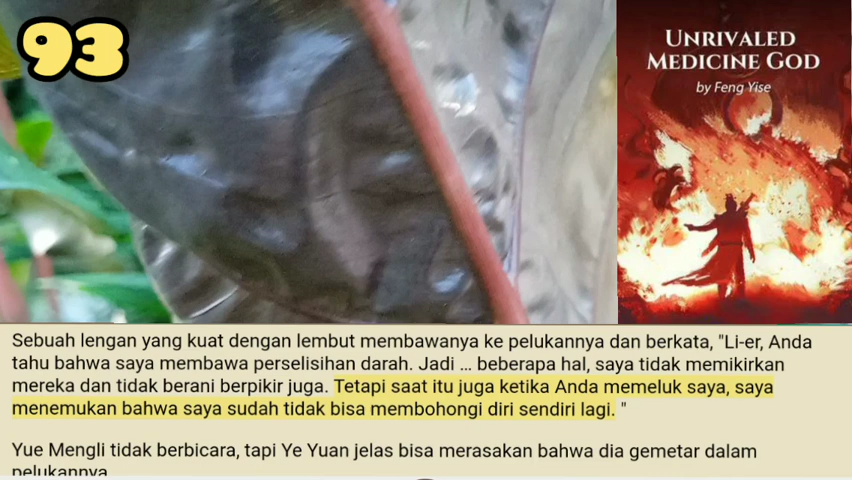 93
UNRIVALED
MEDICINE GOD
by Feng Yise
Sebuah lengan yang kuat dengan lembut membawanya ke pelukannya dan berkata, "Li-er, Anda
tahu bahwa saya membawa perselisihan darah. Jadi ... beberapa hal, saya tidak memikirkan
mereka dan tidak berani berpikir juga. Tetapi saat itu juga ketika Anda memeluk saya, saya
menemukan bahwa saya sudah tidak bisa membohongi diri sendiri lagi. "
Yue Mengli tidak berbicara, tapi Ye Yuan jelas bisa merasakan bahwa dia gemetar dalam
pelukannya